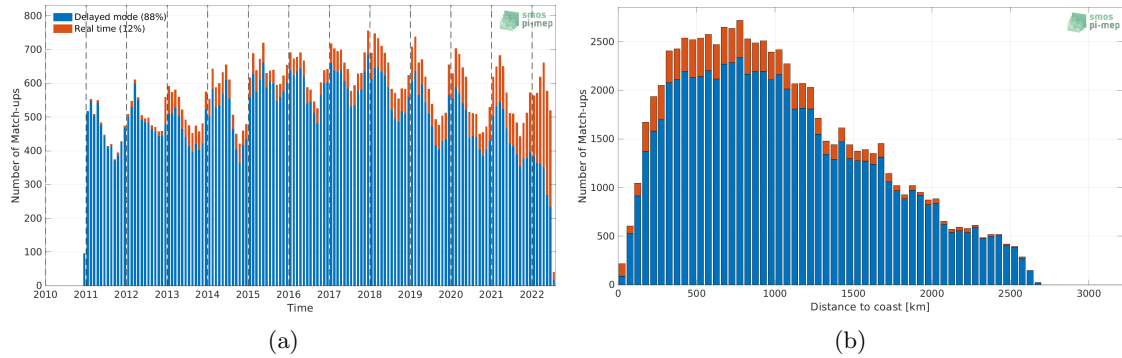 Delayed mode (88%)
Real time (12%)
smos
pi-mep
Number of Match-ups
800
700
600
500
400
300
200
100
0
2010 2011 2012 2013 2014 2015 2016 2017 2018 2019 2020 2021 2022
Time
(a)
smos
pi-mep
Number of Match-ups
2500
2000
1500
1000
500
0
0 500 1000 1500 2000 2500 3000
Distance to coast [km]
(b)